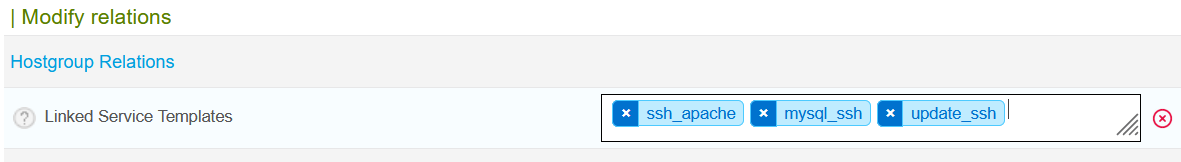 | Modify relations
Hostgroup Relations
? Linked Service Templates × ssh_apache × mysql_ssh × update_ssh